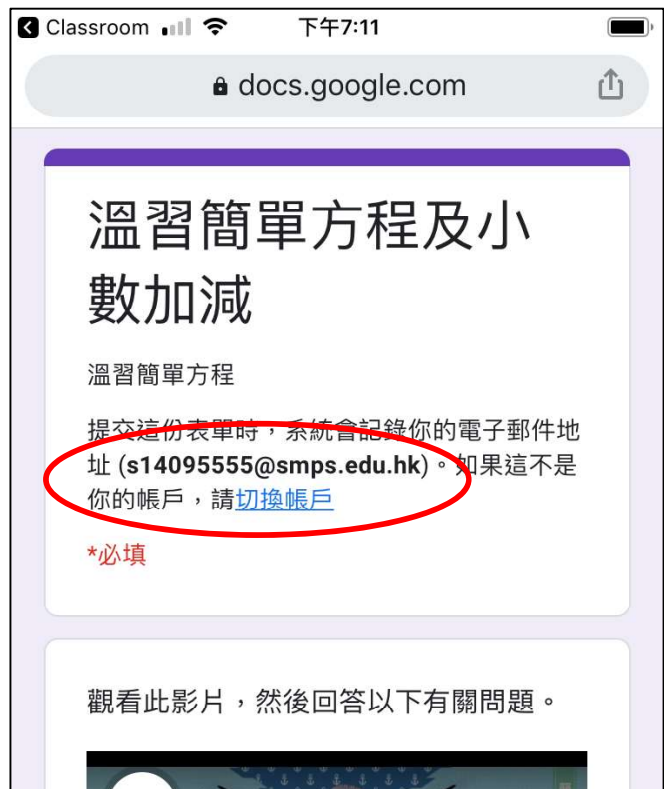 Classroom 下午7:11
docs.google.com
溫習簡單方程及小
數加減
溫習簡單方程
提交這份表單時，系統會記錄你的電子郵件地
址 (s14095555@smps.edu.hk)。如果這不是
你的帳戶，請切換帳戶
*必填
觀看此影片，然後回答以下有關問題。